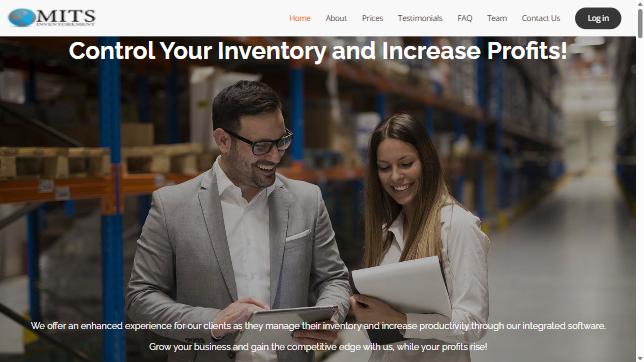 MITS
Home About Prices Testimonials FAQ Team Contact Us Log in
Control Your Inventory and Increase Profits!
We offer an enhanced experience for our clients as they manage their inventory and increase productivity through our integrated software.
Grow your business and gain the competitive edge with us, while your profits rise!